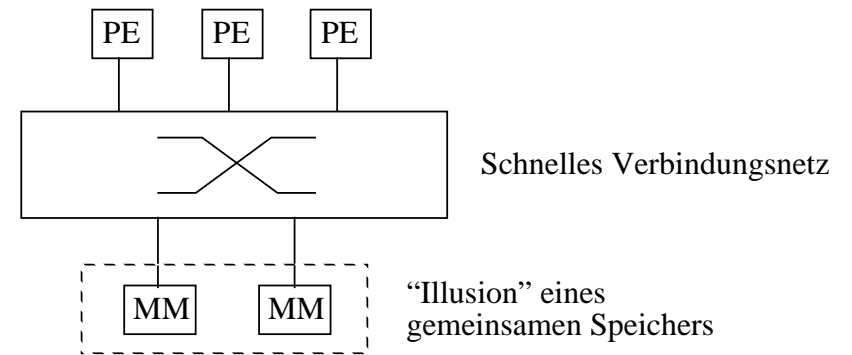 PE PE PE
Schnelles Verbindungsnetz
MM MM
“Illusion” eines
gemeinsamen Speichers